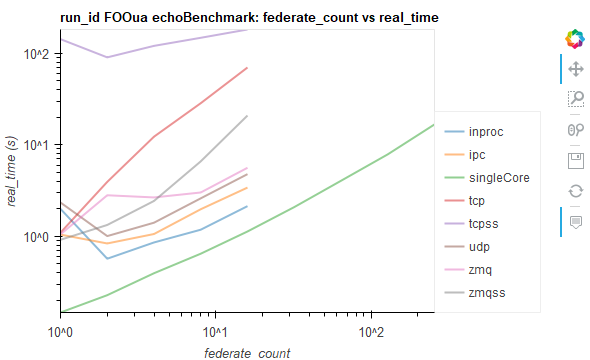 run_id FOOua echoBenchmark: federate_count vs real_time
real_time (s)
10^2
10^1
10^0
10^0
10^1
10^2
federate_count
inproc
ipc
singleCore
tcp
tcpss
udp
zmq
zmqss